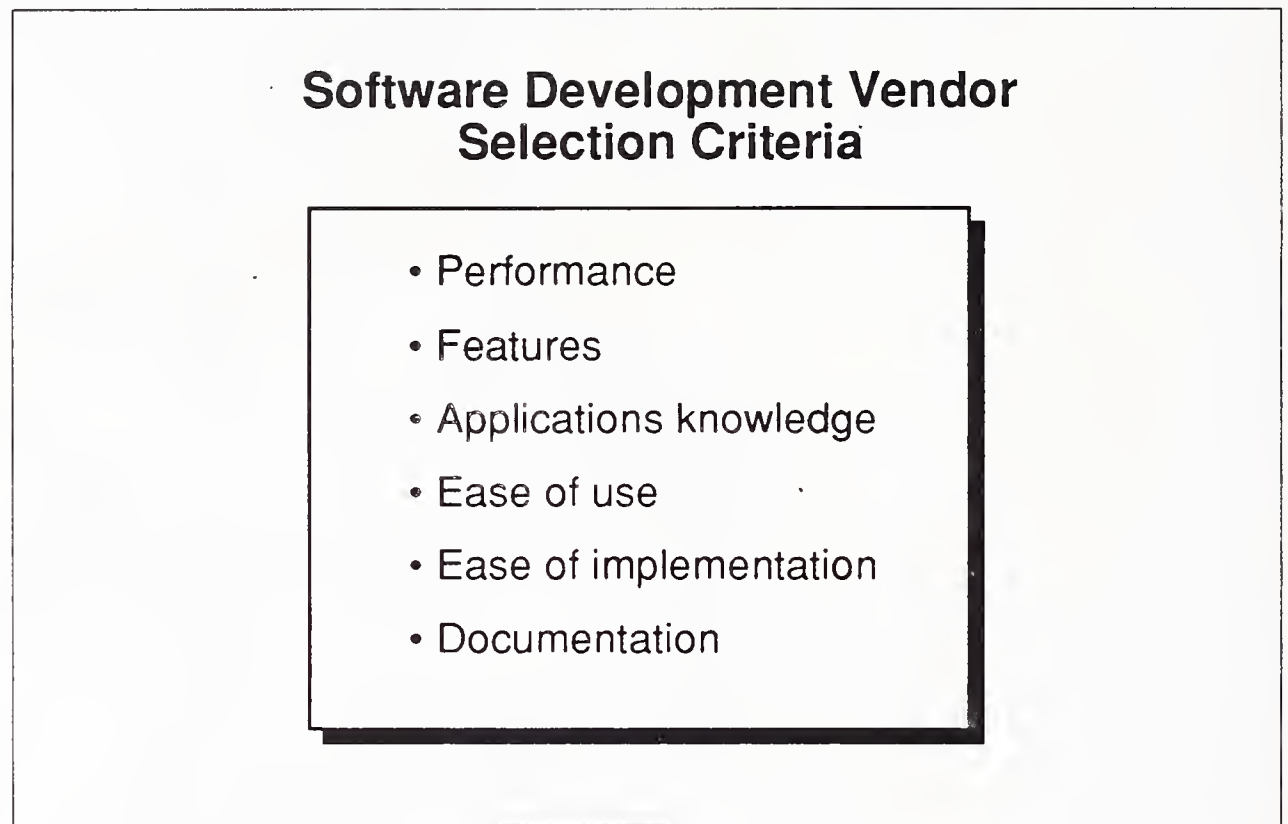 Software Development Vendor
Selection Criteria
• Performance
• Features
• Applications knowledge
• Ease of use
• Ease of implementation
• Documentation